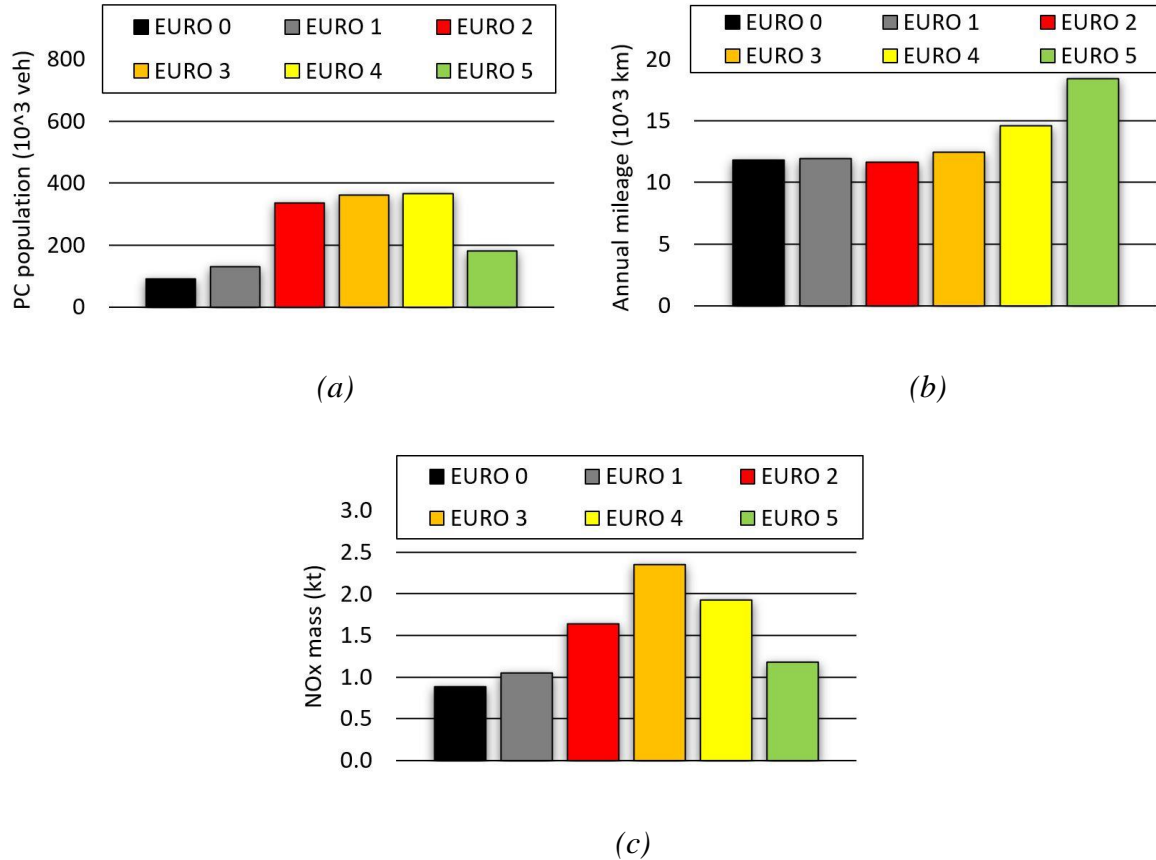 EURO 0 EURO 1 EURO 2
EURO 3 EURO 4 EURO 5
PC population (10^3 veh)
800
600
400
200
0
(a)
EURO 0 EURO 1 EURO 2
EURO 3 EURO 4 EURO 5
Annual mileage (10^3 km)
20
15
10
5
0
(b)
EURO 0 EURO 1 EURO 2
EURO 3 EURO 4 EURO 5
NOx mass (kt)
3.0
2.5
2.0
1.5
1.0
0.5
0.0
(c)